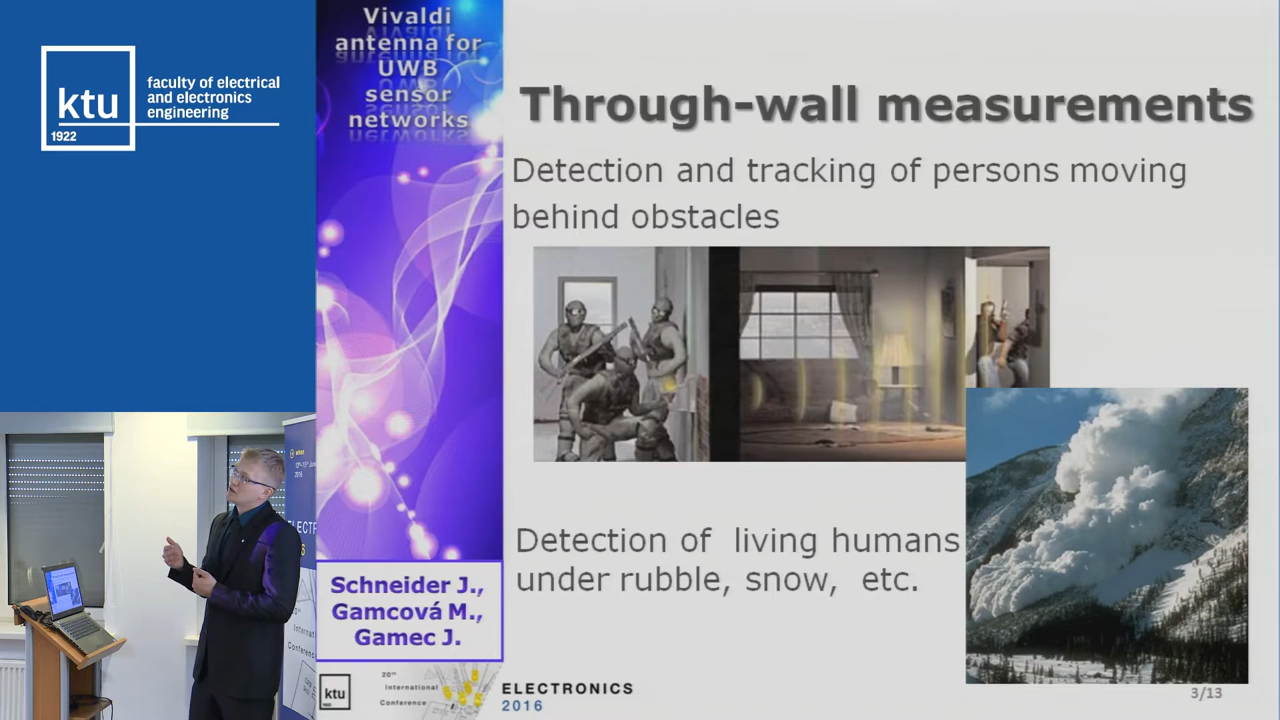 ktu
1922
faculty of electrical
and electronics
engineering
Vivaldi
antenna for
UWB
sensor
networks
Through-wall measurements
Detection and tracking of persons moving
behind obstacles
Detection of living humans
under rubble, snow, etc.
Schneider J.,
Gamcová M.,
Gamec J.
ktu
20th
International
Conference
ELECTRONICS
2016
3/13
2016